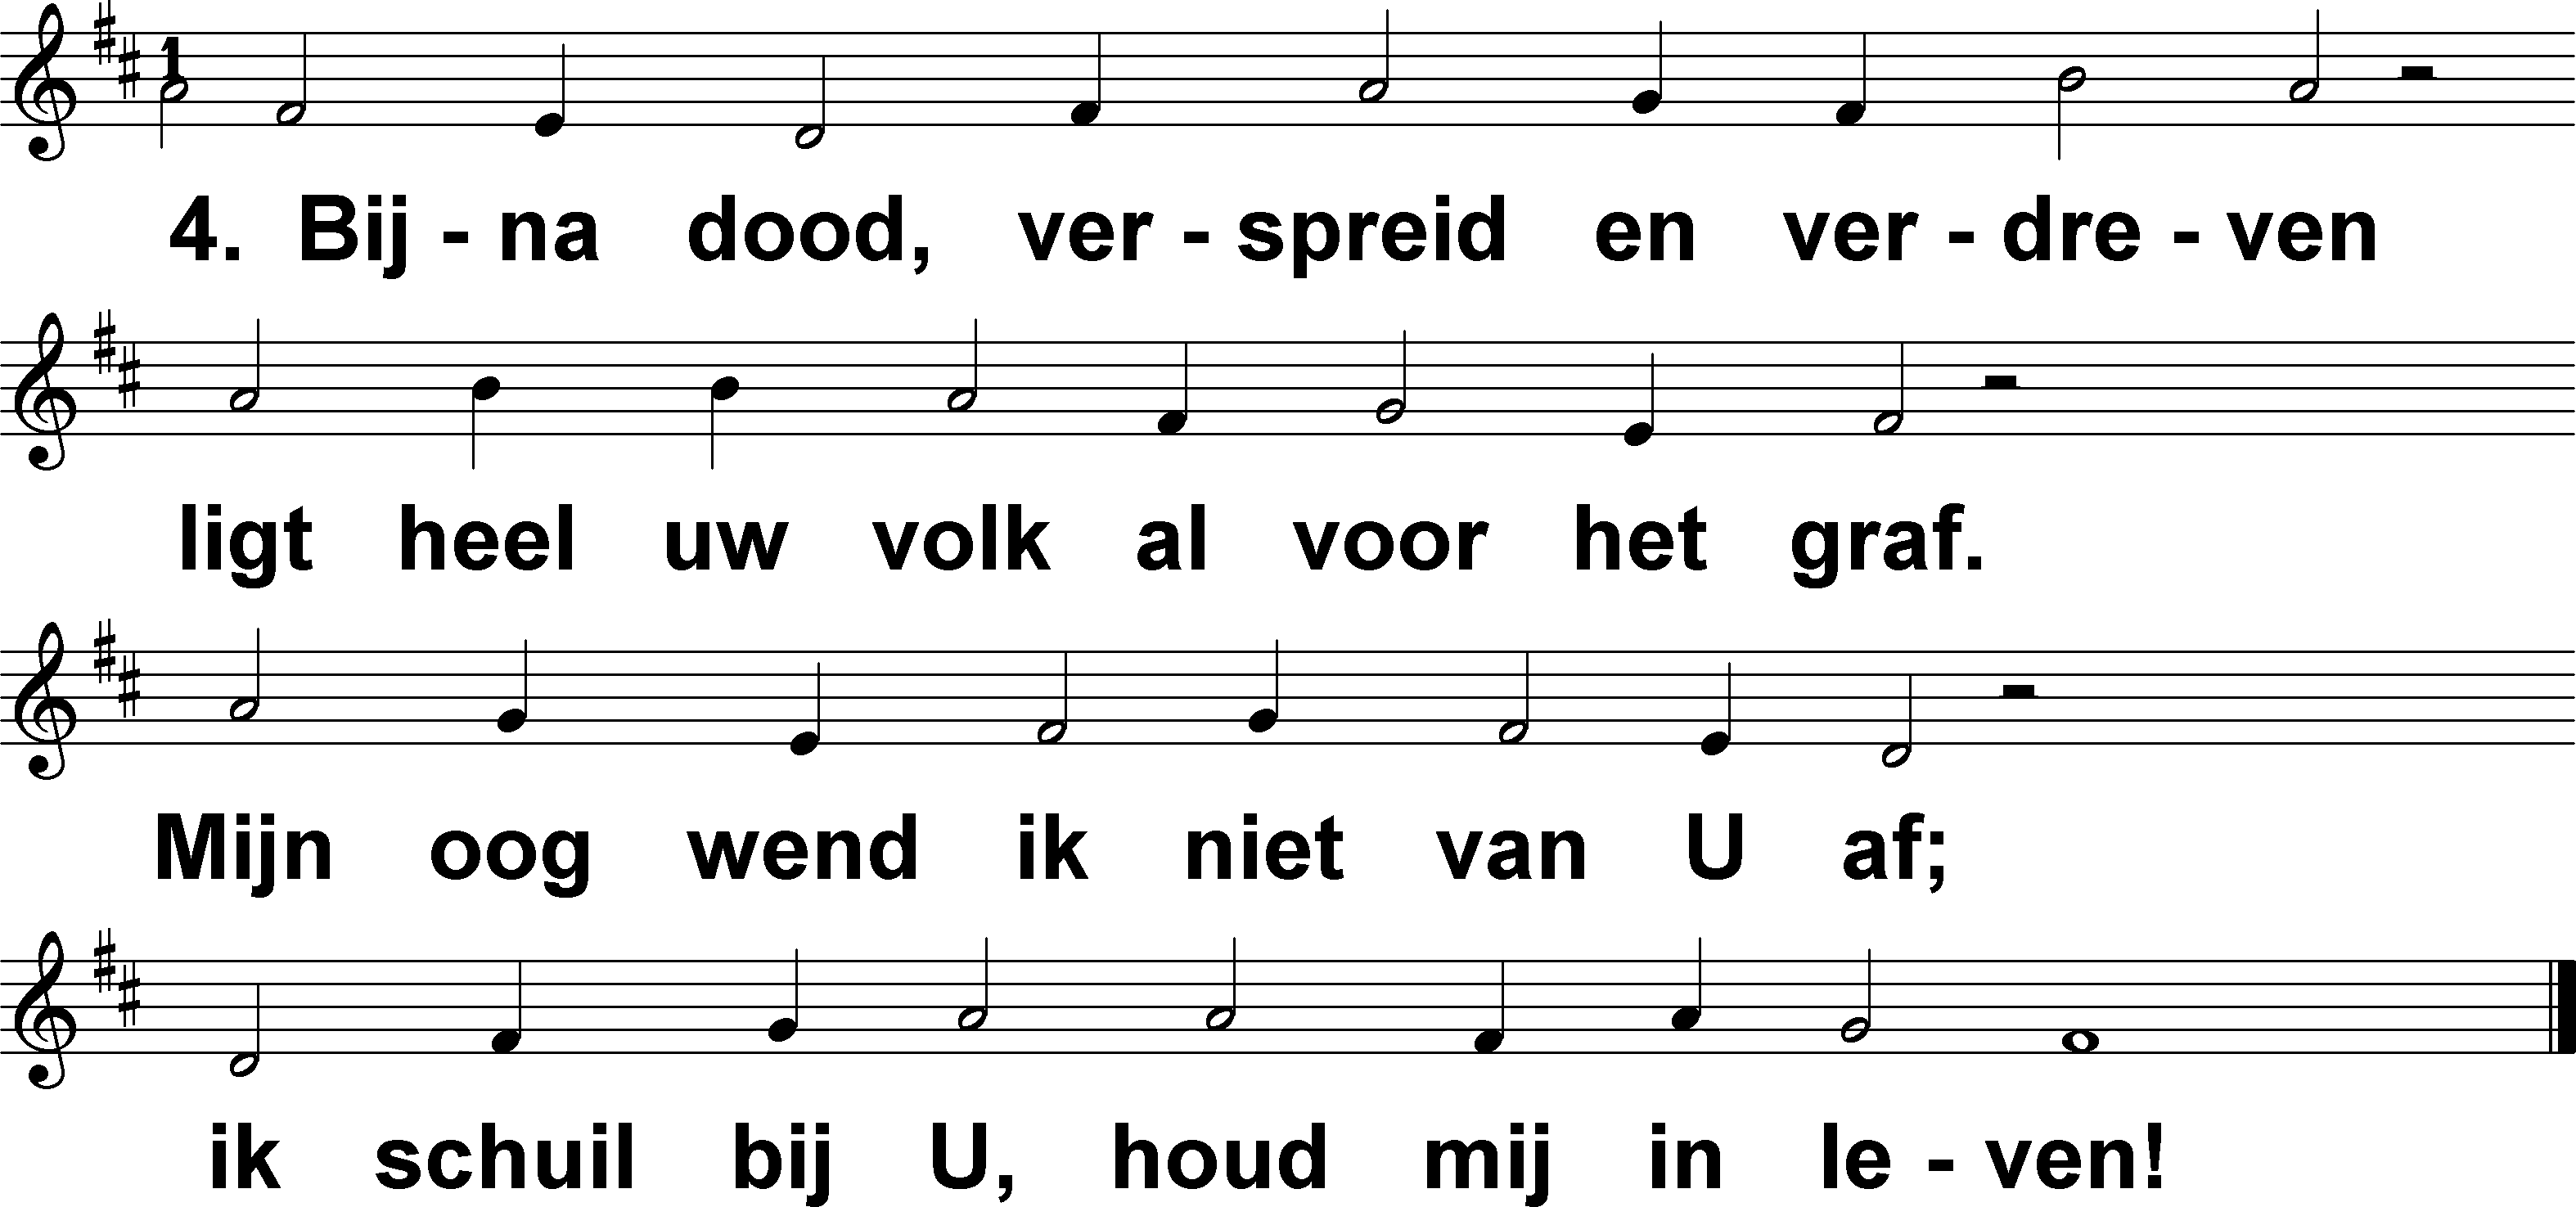 1
4. Bij - na dood, ver - spreid en ver - dre - ven
ligt heel uw volk al voor het graf.
Mijn oog wend ik niet van U af;
ik schuil bij U, houd mij in le - ven!